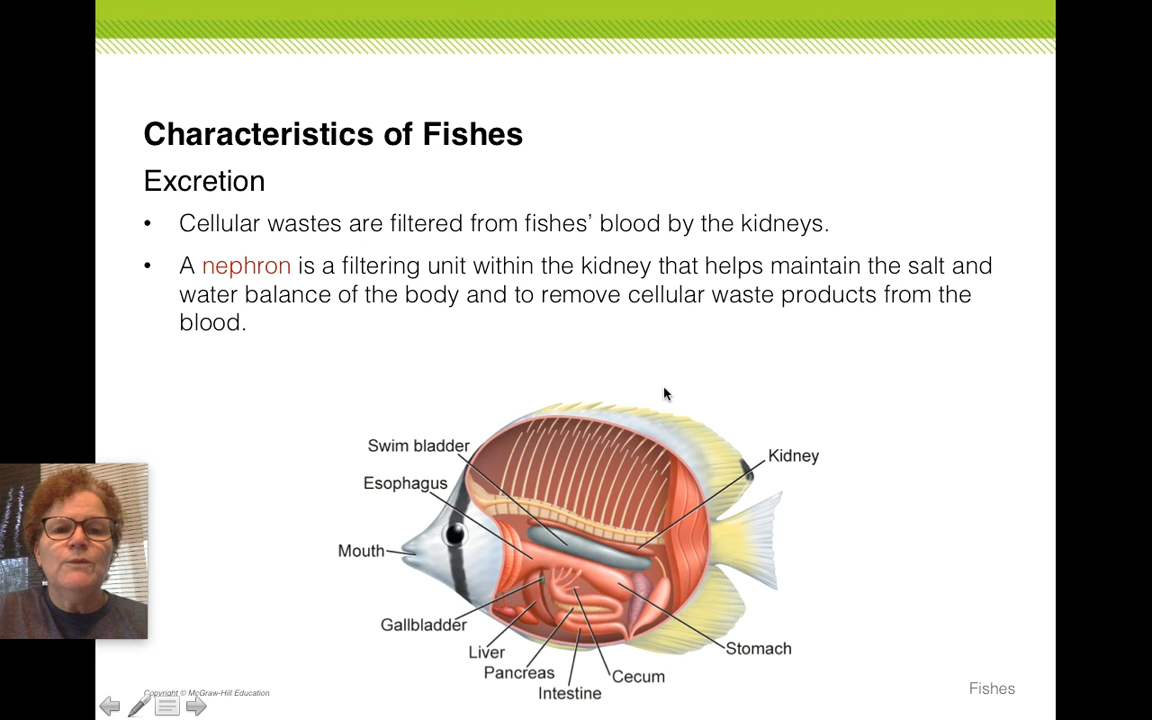 Characteristics of Fishes
Excretion
• Cellular wastes are filtered from fishes’ blood by the kidneys.
• A nephron is a filtering unit within the kidney that helps maintain the salt and
water balance of the body and to remove cellular waste products from the
blood.
Swim bladder
Kidney
Esophagus
Mouth
Gallbladder
Liver
Stomach
Pancreas
Cecum
Intestine
Copyright © McGraw-Hill Education
Fishes